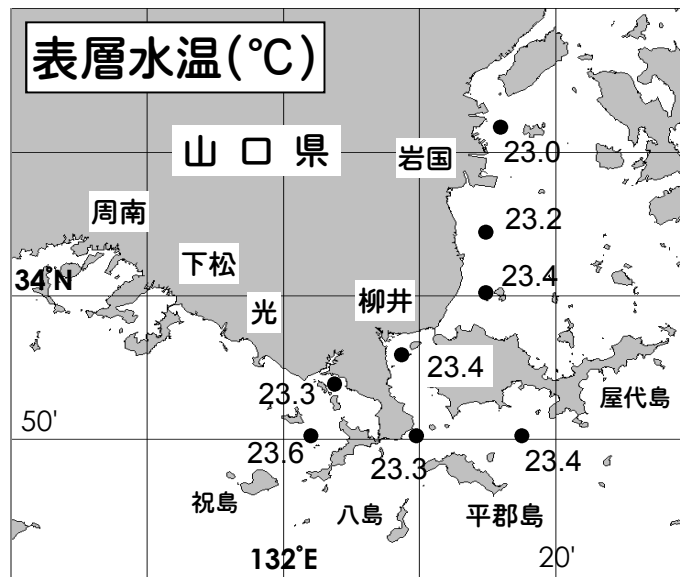 表層水温(℃)
山口県
岩国
23.0
周南
23.2
下松
34°N
23.4
光
柳井
23.4
23.3
屋代島
50'
23.6
23.3
23.4
祝島
八島
平郡島
132°E
20'